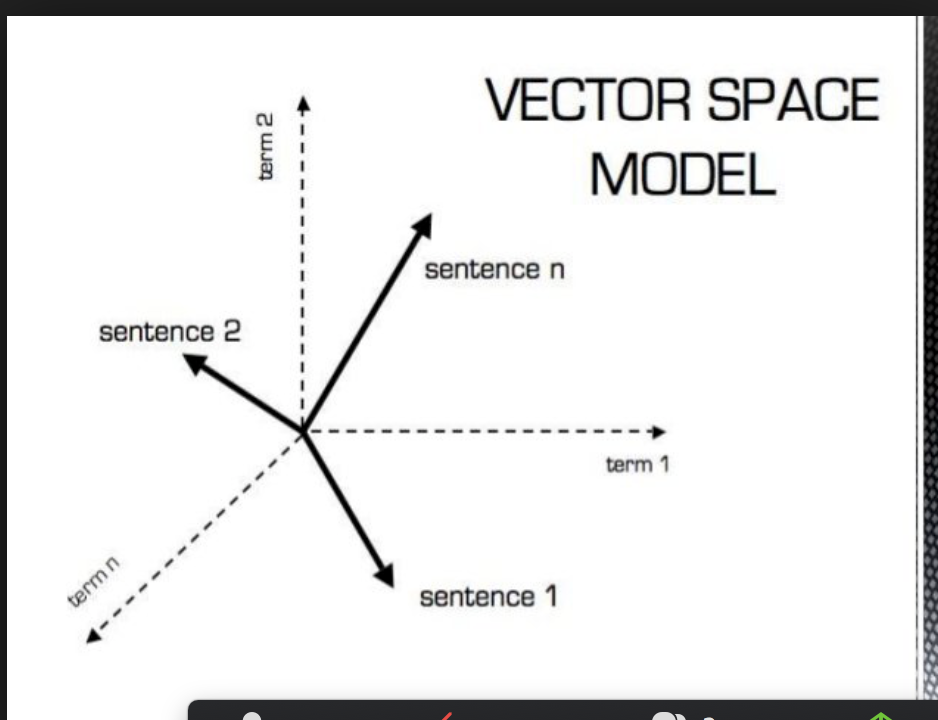 VECTOR SPACE
MODEL
term 2
sentence n
sentence 2
term 1
term n
sentence 1